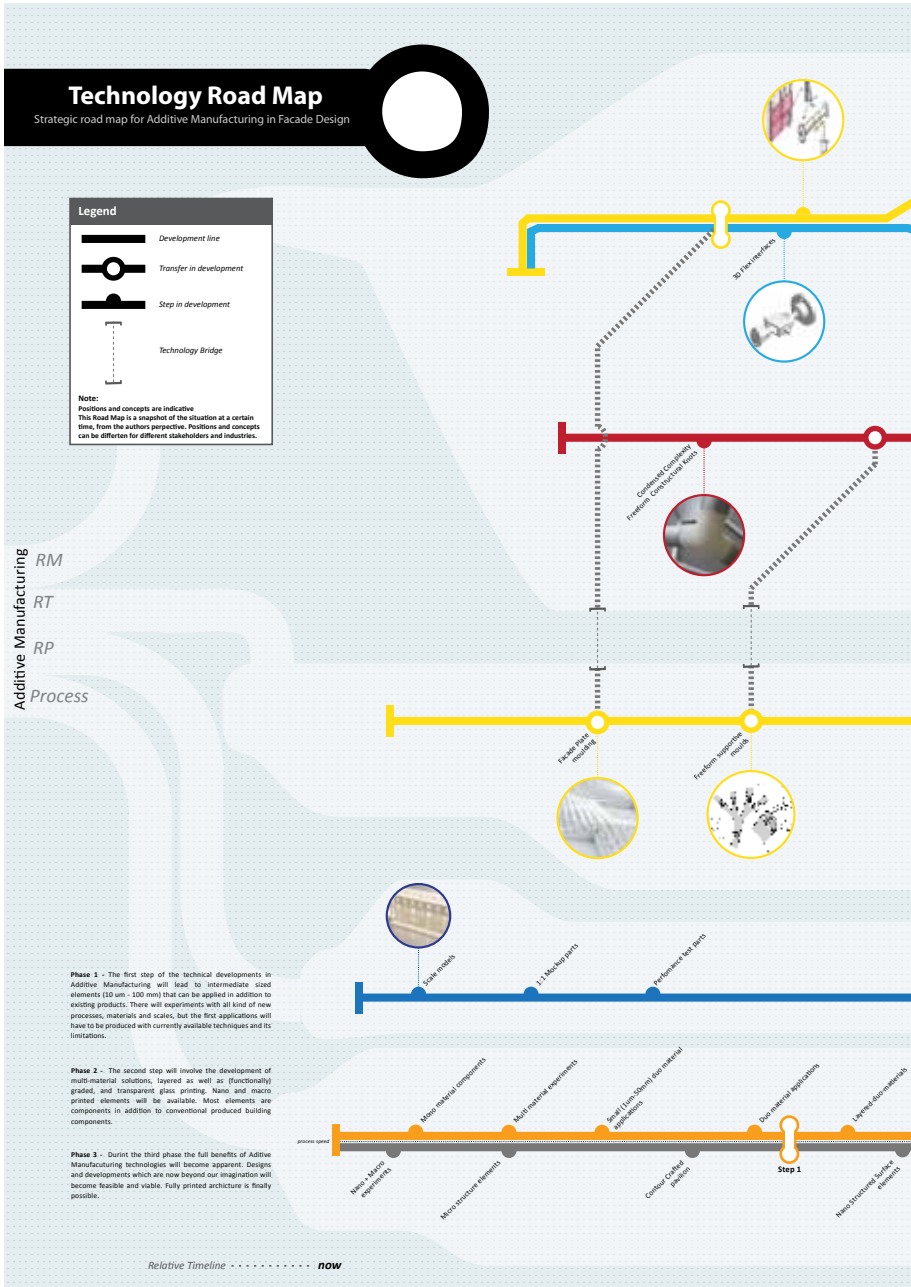 Technology Road Map
Strategic road map for Additive Manufacturing in Facade Design
Legend
Development line
Transfer in development
Step in development
Technology Bridge
Note:
Positions and concepts are indicative
This Road Map is a snapshot of the situation at a certain
time, from the authors perpective. Positions and concepts
can be differten for different stakeholders and industries.
3D Flex interfaces
Condensed Complexity
Freeform Constructural Knots
Additive Manufacturing
RM
RT
RP
Process
Facade Plate
moulding
Freeform supportive
moulds
Scale models
1:1 Mockup parts
Perfomance test parts
Phase 1 - The first step of the technical developments in
Additive Manufacturing will lead to intermediate sized
elements (10 um - 100 mm) that can be applied in addition to
existing products. There will experiments with all kind of new
processes, materials and scales, but the first applications will
have to be produced with currently available techniques and its
limitations.
Phase 2 - The second step will involve the development of
multi-material solutions, layered as well as (functionally)
graded, and transparent glass printing. Nano and macro
printed elements will be available. Most elements are
components in addition to conventional produced building
components.
Phase 3 - Durint the third phase the full benefits of Aditive
Manufacuturing technologies will become apparent. Designs
and developments which are now beyond our imagination will
become feasible and viable. Fully printed archicture is finally
possible.
Mono material components
Multi material experiments
Small (1um-50mm) duo material
applications
Duo material applications
Layered duo-materials
process speed
Nano + Macro
experiments
Micro structure elements
Contour Crafted
pavilion
Step 1
Nano Structured Surface
elements
Relative Timeline - - - - - - - - - - - now